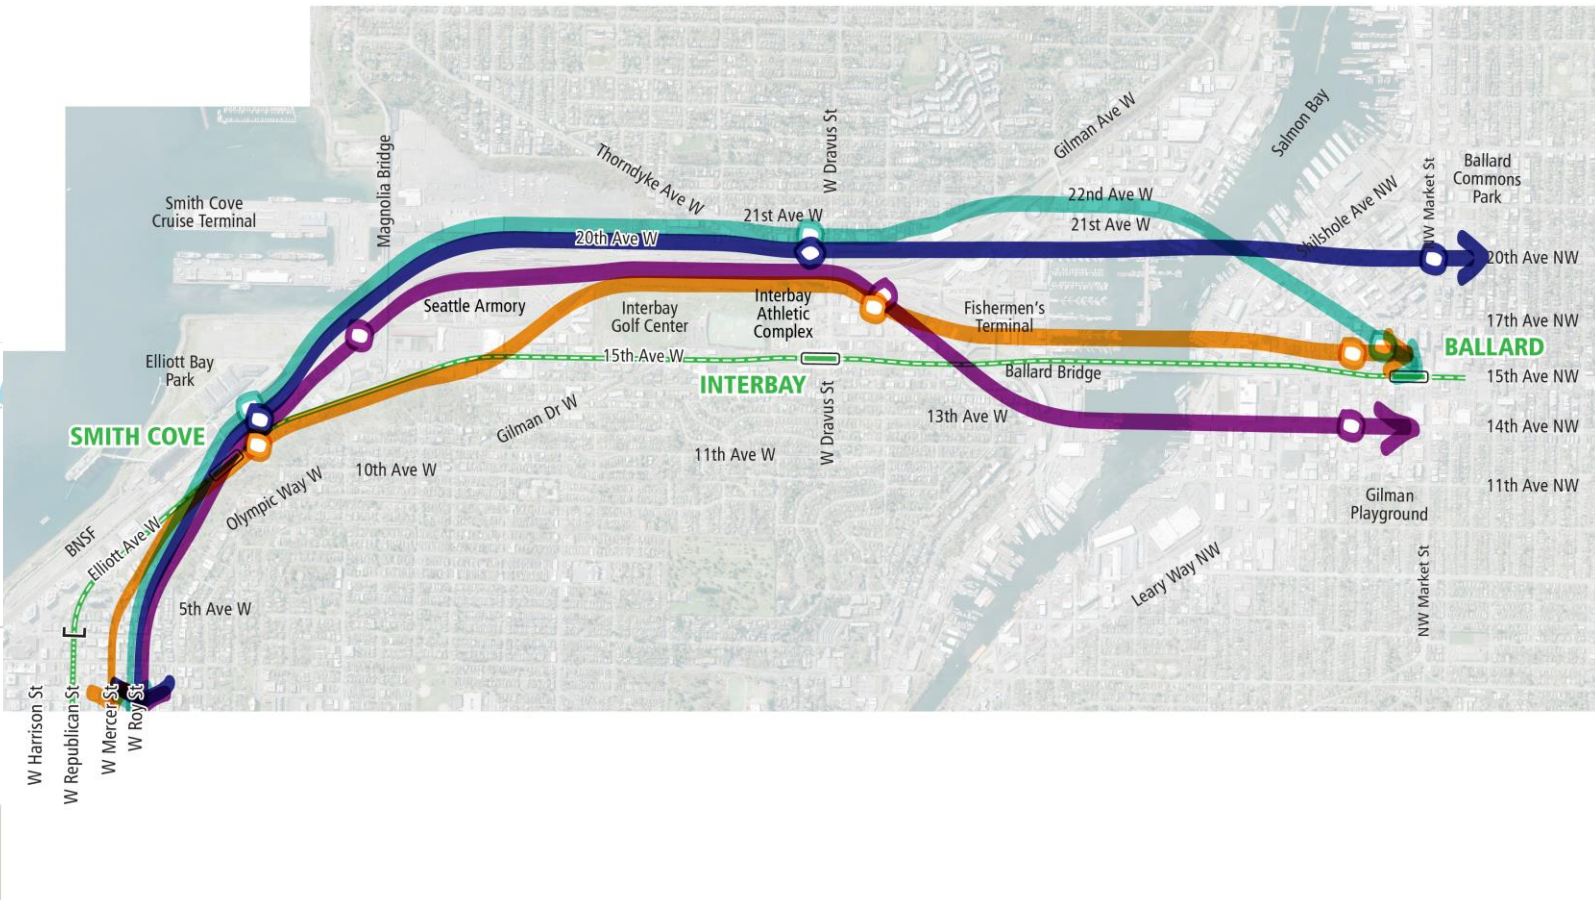 Smith Cove
Cruise Terminal
Magnolia Bridge
Thorndyke Ave W
W Dravus St
Gilman Ave W
Salmon Bay
Shilshole Ave NW
NW Market St
Ballard
Commons
Park
22nd Ave W
21st Ave W
21st Ave W
20th Ave W
20th Ave NW
Seattle Armory
Interbay
Golf Center
Interbay
Athletic
Complex
Fishermen's
Terminal
17th Ave NW
BALLARD
Elliott Bay
Park
15th Ave W
INTERBAY
Ballard Bridge
15th Ave NW
SMITH COVE
Gilman Dr W
W Dravus St
13th Ave W
14th Ave NW
10th Ave W
11th Ave W
11th Ave NW
Olympic Way W
Gilman
Playground
BNSF
Elliott Ave W
Leary Way NW
NW Market St
5th Ave W
W Harrison St
W Republican St
W Mercer St
W Roy St